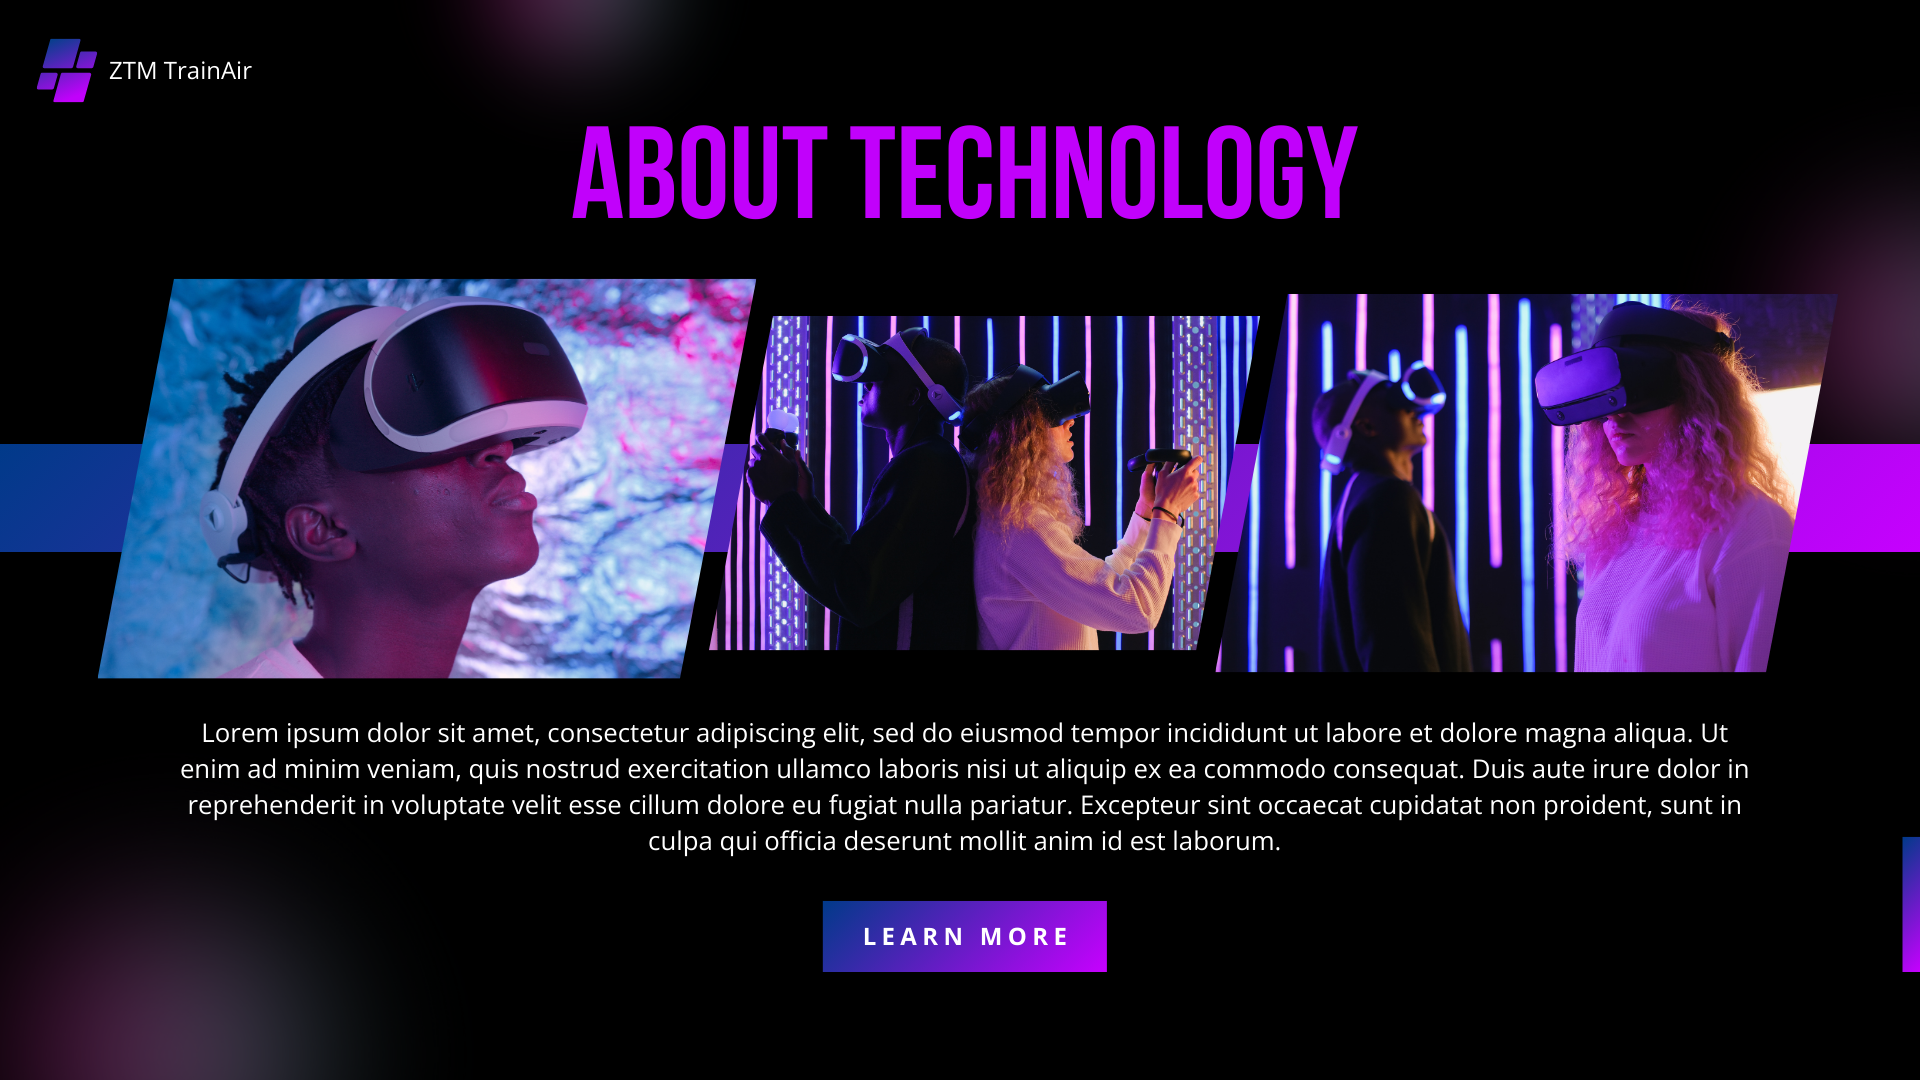 ZTM TrainAir
ABOUT TECHNOLOGY
Lorem ipsum dolor sit amet, consectetur adipiscing elit, sed do eiusmod tempor incididunt ut labore et dolore magna aliqua. Ut
enim ad minim veniam, quis nostrud exercitation ullamco laboris nisi ut aliquip ex ea commodo consequat. Duis aute irure dolor in
reprehenderit in voluptate velit esse cillum dolore eu fugiat nulla pariatur. Excepteur sint occaecat cupidatat non proident, sunt in
culpa qui officia deserunt mollit anim id est laborum.
LEARN MORE